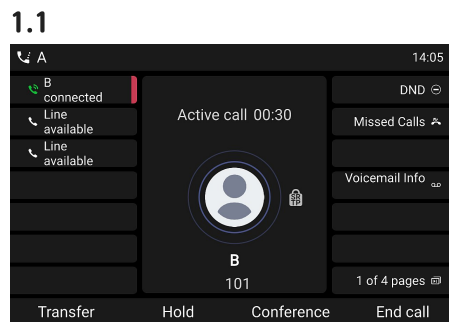 1.1
A
14:05
B
connected
Line
available
Line
available
Active call 00:30
SRTP
B
101
DND
Missed Calls
Voicemail Info
1 of 4 pages
Transfer
Hold
Conference
End call